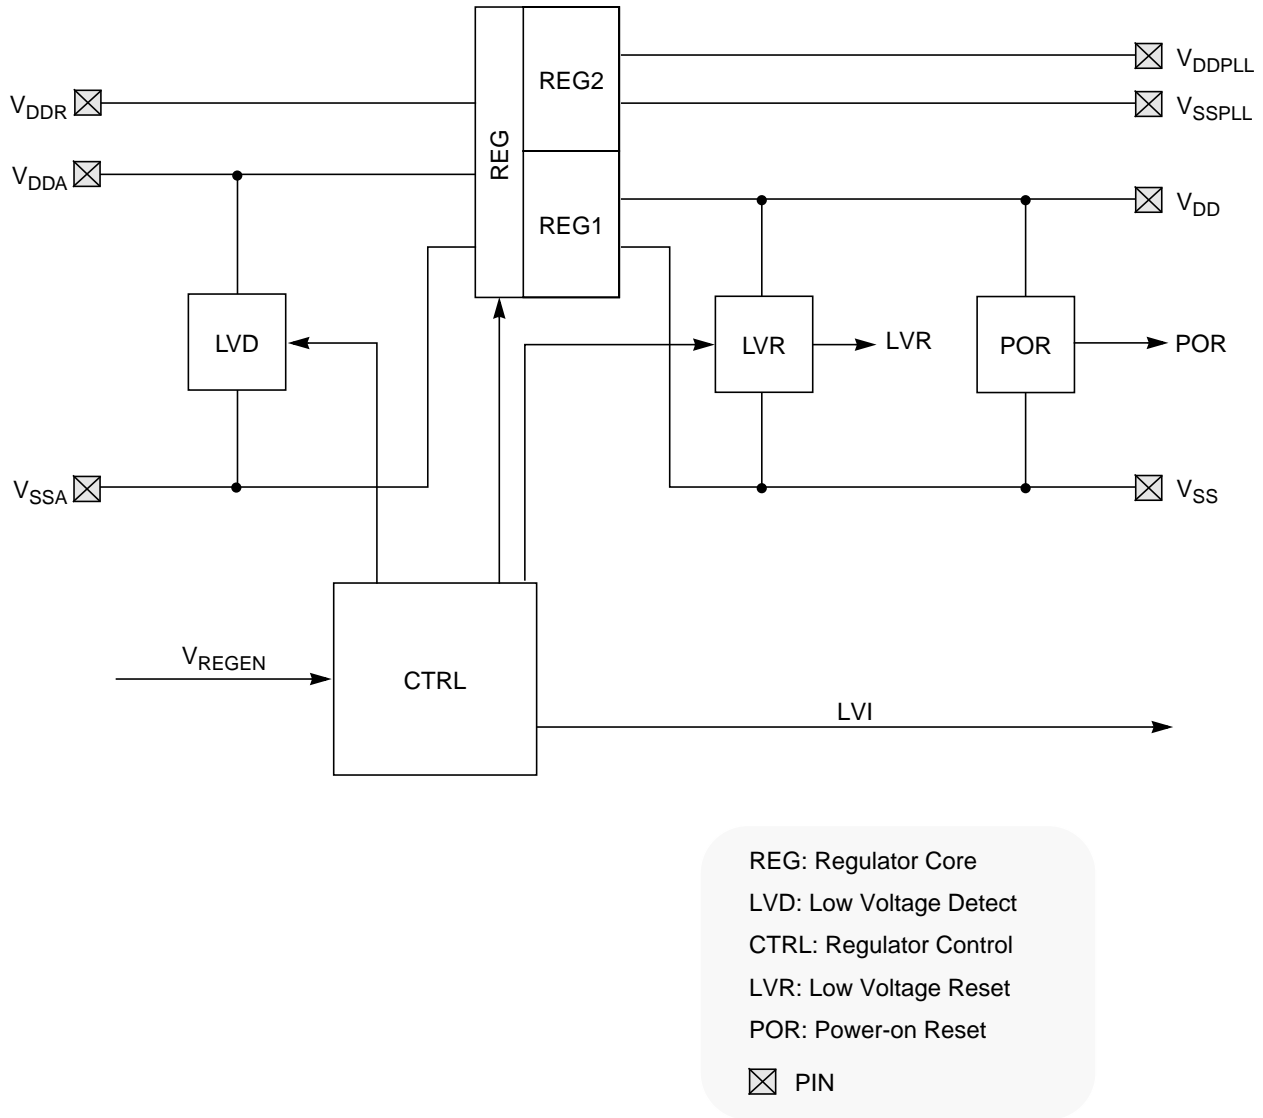 REG2
VDDPLL
VDDR
VSSPLL
REG
VDDA
REG1
VDD
LVD
LVR
LVR
POR
POR
VSSA
VSS
VREGEN
CTRL
LVI
REG: Regulator Core
LVD: Low Voltage Detect
CTRL: Regulator Control
LVR: Low Voltage Reset
POR: Power-on Reset
PIN